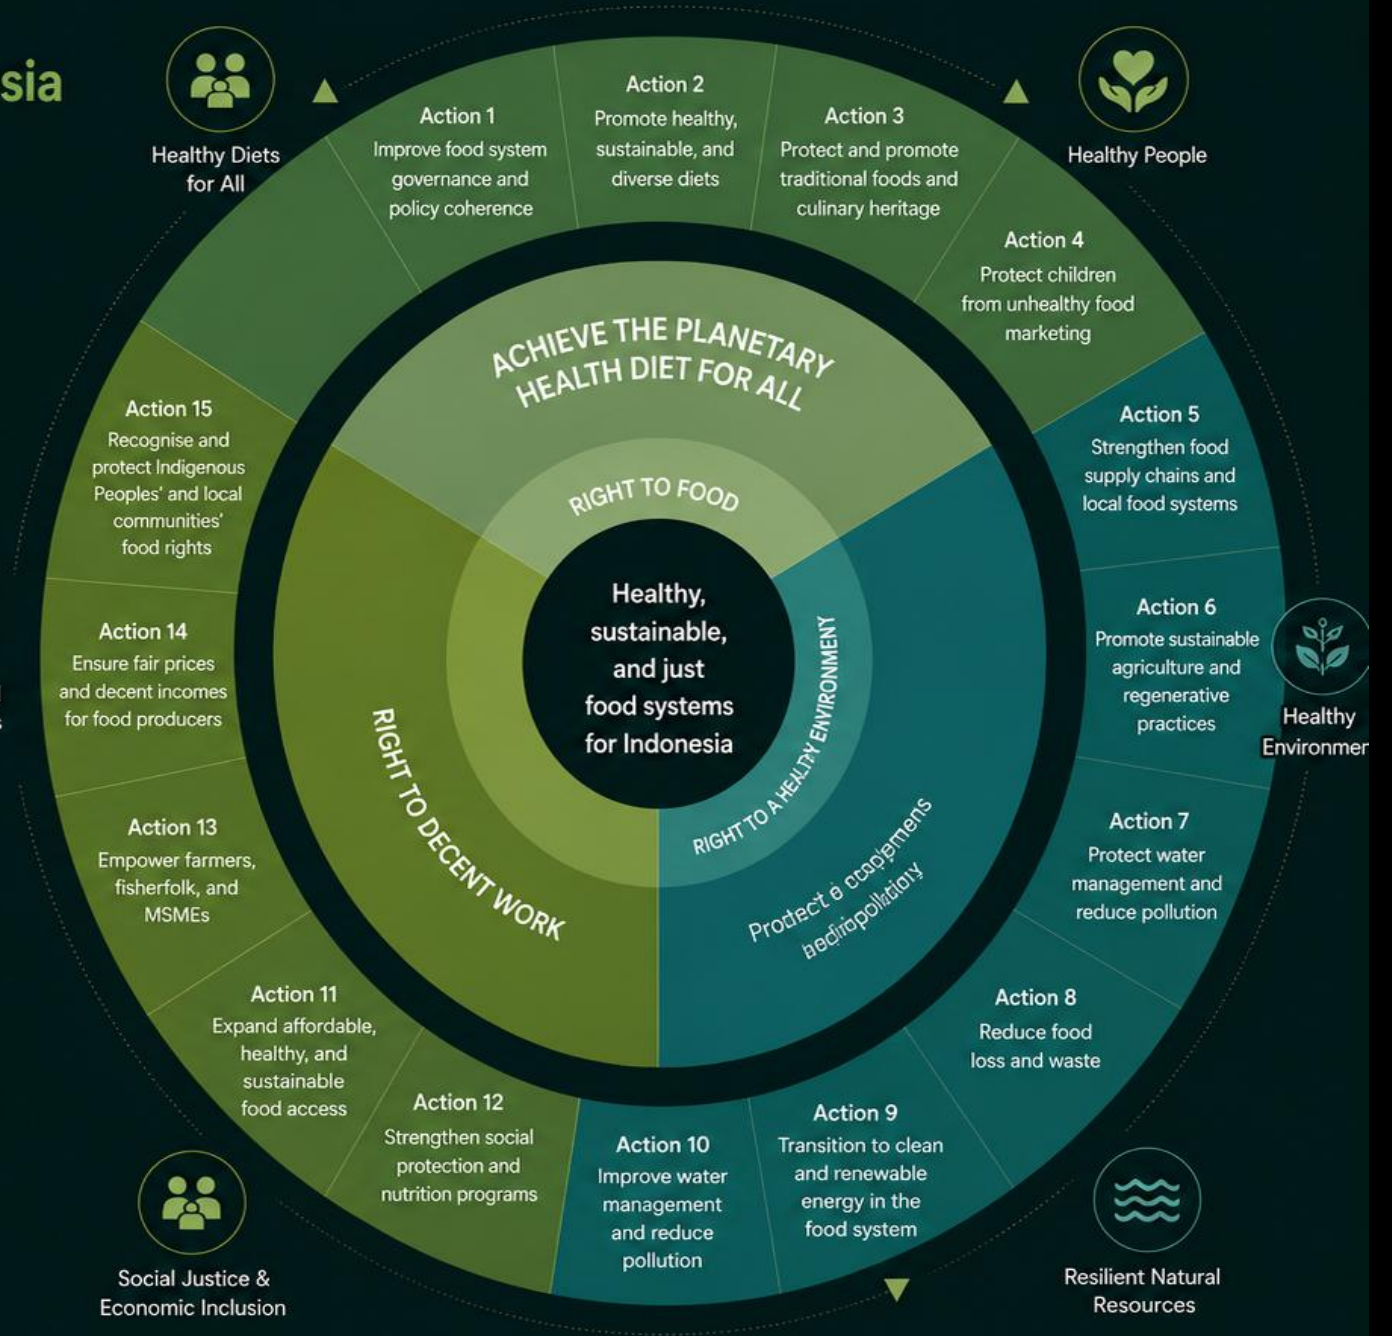 sia
Healthy Diets
for All
Healthy People
Action 1
Improve food system
governance and
policy coherence
Action 2
Promote healthy,
sustainable, and
diverse diets
Action 3
Protect and promote
traditional foods and
culinary heritage
Action 4
Protect children
from unhealthy food
marketing
Action 5
Strengthen food
supply chains and
local food systems
Action 6
Promote sustainable
agriculture and
regenerative
practices
Healthy
Environmen
Action 7
Protect water
management and
reduce pollution
Action 8
Reduce food
loss and waste
Action 9
Transition to clean
and renewable
energy in the
food system
Action 10
Improve water
management
and reduce
pollution
Action 12
Strengthen social
protection and
nutrition programs
Action 11
Expand affordable,
healthy, and
sustainable
food access
Action 13
Empower farmers,
fisherfolk, and
MSMEs
Action 14
Ensure fair prices
and decent incomes
for food producers
Action 15
Recognise and
protect Indigenous
Peoples' and local
communities'
food rights
ACHIEVE THE PLANETARY
HEALTH DIET FOR ALL
RIGHT TO FOOD
RIGHT TO A HEALTY ENVIRONMENT
RIGHT TO DECENT WORK
Healthy,
sustainable,
and just
food systems
for Indonesia
Social Justice &
Economic Inclusion
Resilient Natural
Resources